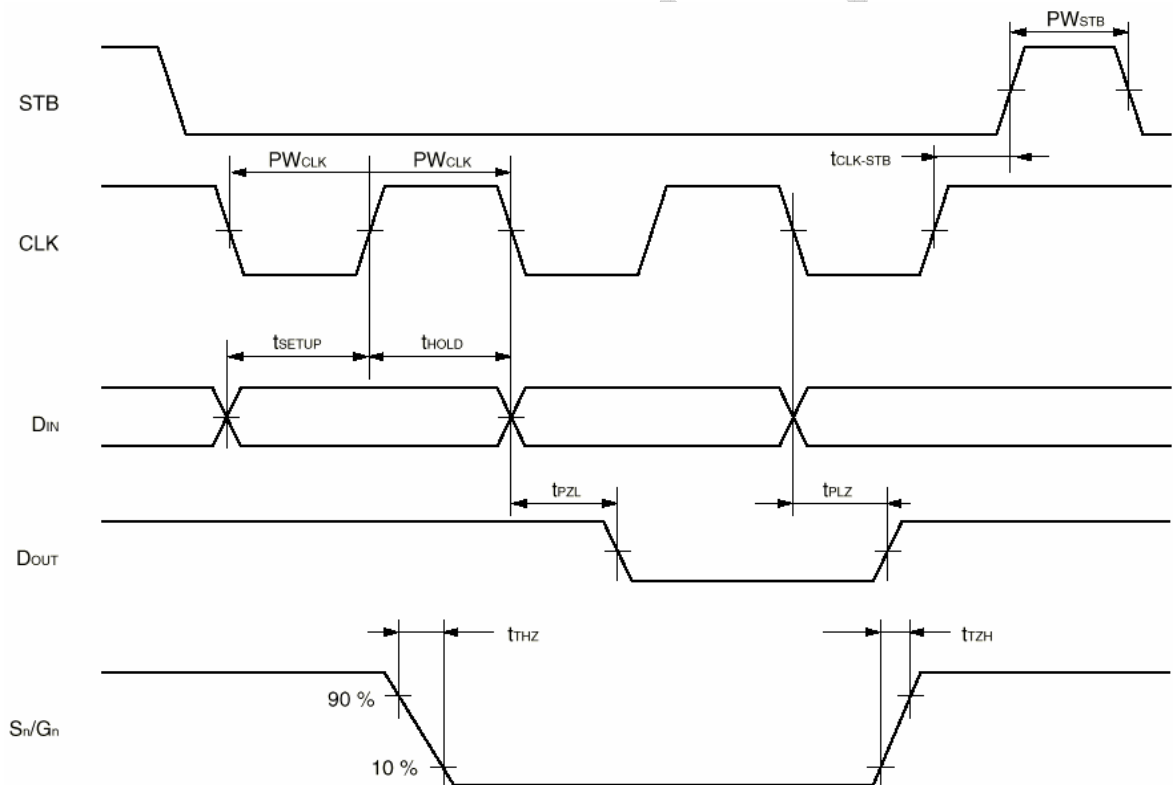 PWSTB
STB
PWCLK PWCLK
tCLK-STB
CLK
tSETUP tHOLD
DIN
tPZL tPLZ
DOUT
tTHZ tTZH
90 %
Sn/Gn
10 %